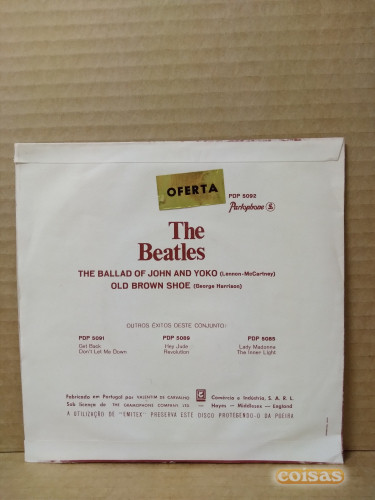 OFERTA
PDP 5092
Parlophone
The
Beatles
THE BALLAD OF JOHN AND YOKO (Lennon-McCartney)
OLD BROWN SHOE (George Harrison)
OUTROS ÊXITOS DESTE CONJUNTO:
PDP 5091 PDP 5089 PDP 5085
Get Back Hey Jude Lady Madonna
Don't Let Me Down Revolution The Inner Light
Fabricado em Portugal por VALENTIM DE CARVALHO Comércio e Indústria, S. A. R. L.
Sob licença de THE GRAMOPHONE COMPANY LTD. — Hayes — Middlesex — England
A UTILIZAÇÃO DE "EMITEX" PRESERVA ESTE DISCO PROTEGENDO-O DA POEIRA
coisas